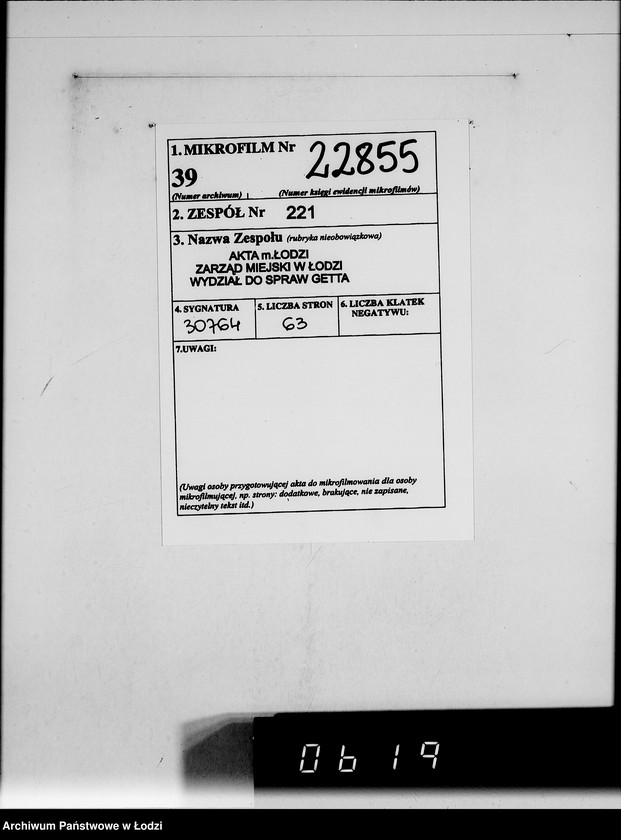 1. MIKROFILM Nr 22855
39
(Numer archiwum) (Numer księgi ewidencji mikrofilmów)
2. ZESPÓŁ Nr 221
3. Nazwa Zespołu (rubryka nieobowiązkowa)
AKTA m.ŁODZI
ZARZĄD MIEJSKI W ŁODZI
WYDZIAŁ DO SPRAW GETTA
4. SYGNATURA 5. LICZBA STRON 6. LICZBA KLATEK
NEGATYWU:
30764 63
7.UWAGI:
(Uwagi osoby przygotowującej akta do mikrofilmowania dla osoby
mikrofilmującej, np. strony: dodatkowe, brakujące, nie zapisane,
nieczytelny tekst itd.)
0619
Archiwum Państwowe w Łodzi